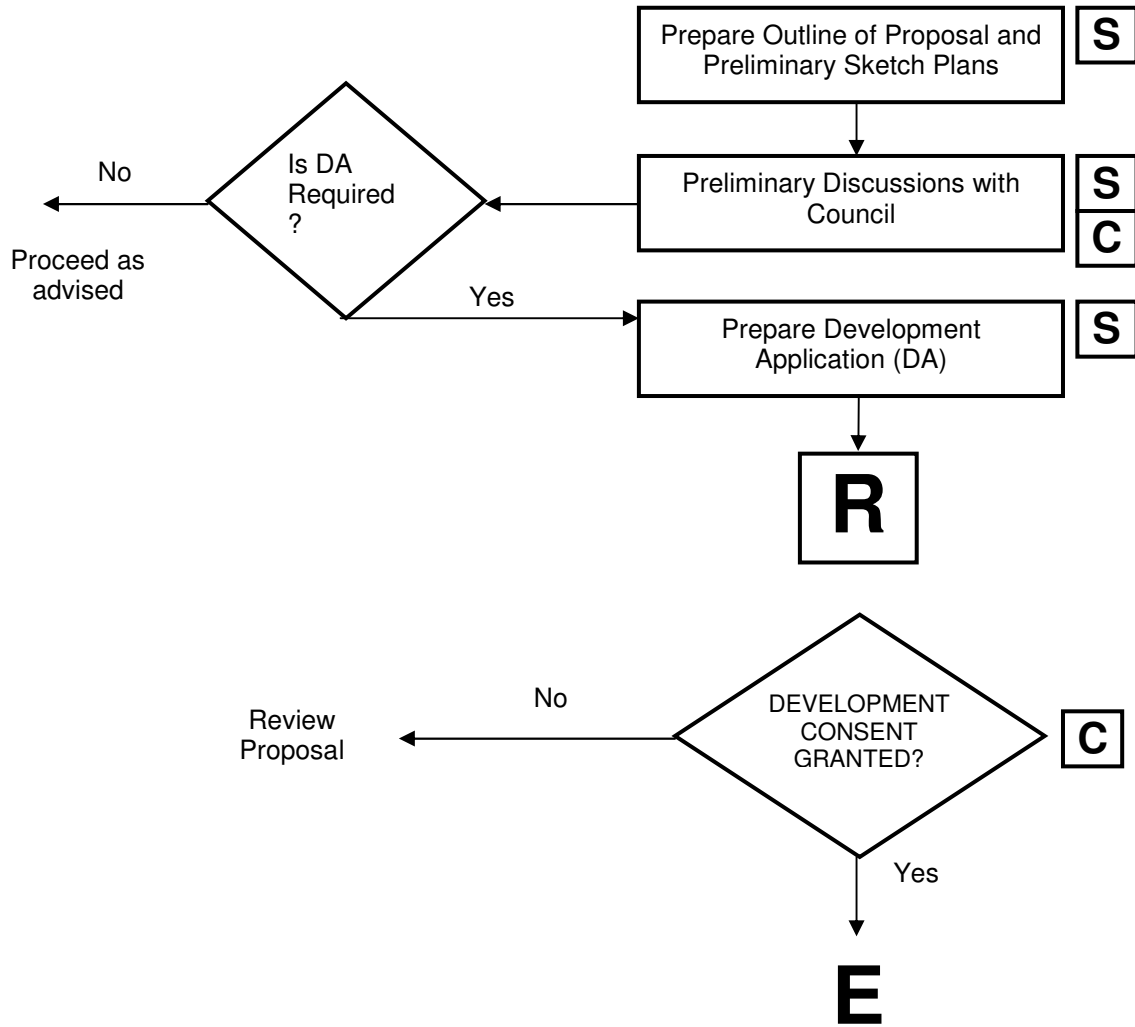 Prepare Outline of Proposal and
Preliminary Sketch Plans
S
Is DA
Required
?
No
Proceed as
advised
Preliminary Discussions with
Council
S
C
Yes
Prepare Development
Application (DA)
S
R
DEVELOPMENT
CONSENT
GRANTED?
C
No
Review
Proposal
Yes
E